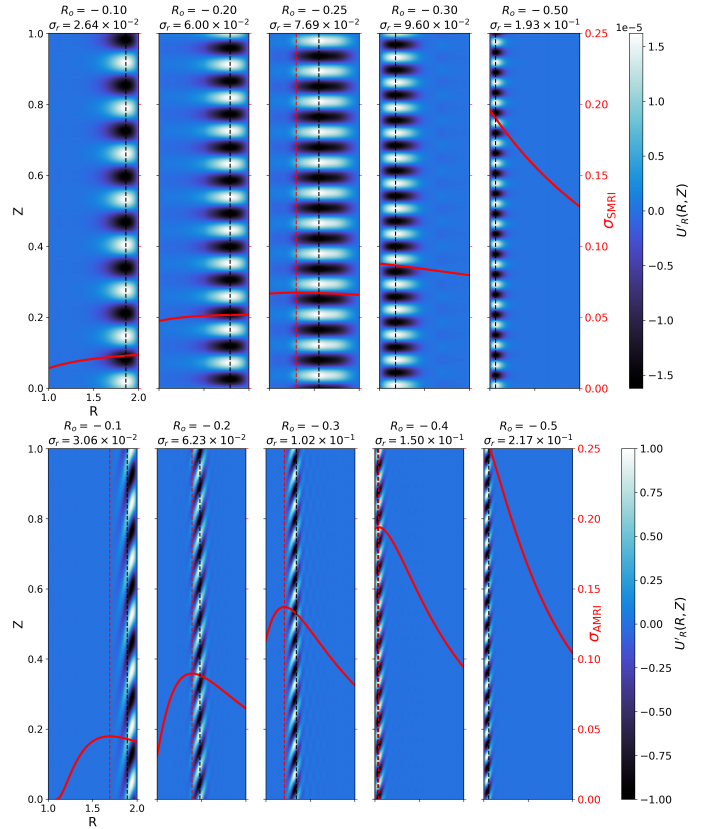 R_o = −0.10 R_o = −0.20 R_o = −0.25 R_o = −0.30 R_o = −0.50
σ_r = 2.64 × 10⁻² σ_r = 6.00 × 10⁻² σ_r = 7.69 × 10⁻² σ_r = 9.60 × 10⁻² σ_r = 1.93 × 10⁻¹
1e−5
1.0 0.25 1.5
0.8 0.20 1.0
0.6 0.15 0.5
Z σ_SMRI 0.0 U'_R(R, Z)
0.4 0.10 −0.5
0.2 0.05 −1.0
0.0 0.00 −1.5
1.0 1.5 2.0
R
R_o = −0.1 R_o = −0.2 R_o = −0.3 R_o = −0.4 R_o = −0.5
σ_r = 3.06 × 10⁻² σ_r = 6.23 × 10⁻² σ_r = 1.02 × 10⁻¹ σ_r = 1.50 × 10⁻¹ σ_r = 2.17 × 10⁻¹
1.0 0.25 1.00
0.75
0.8 0.20 0.50
0.6 0.15 0.25
Z σ_AMRI 0.00 U'_R(R, Z)
0.4 0.10 −0.25
−0.50
0.2 0.05 −0.75
0.0 0.00 −1.00
1.0 1.5 2.0
R